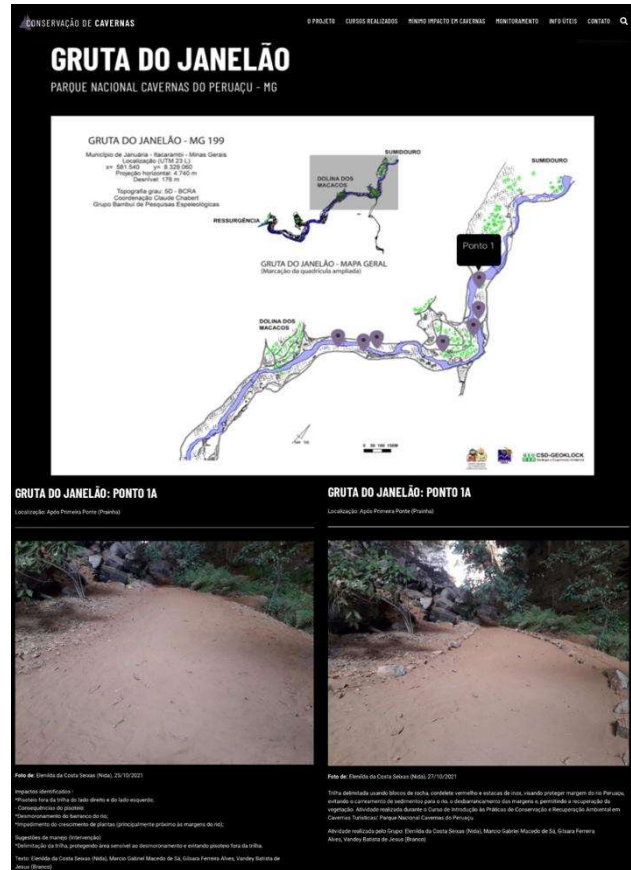 CONSERVAÇÃO DE CAVERNAS
O PROJETO CURSOS REALIZADOS MÍNIMO IMPACTO EM CAVERNAS MONITORAMENTO INFO ÚTEIS CONTATO
GRUTA DO JANELÃO
PARQUE NACIONAL CAVERNAS DO PERUAÇU - MG
GRUTA DO JANELÃO - MG 199
Município de Januária - Itacarambi - Minas Gerais
Localização (UTM 23 L)
x= 581.540 y= 8.328.060
Projeção horizontal: 4.740 m
Desnível: 176 m
Topografia grau: 5D - BCRA
Coordenação Claude Chabert
Grupo Bambuí de Pesquisas Espeleológicas
SUMIDOURO
DOLINA DOS
MACACOS
RESSURGÊNCIA
GRUTA DO JANELÃO - MAPA GERAL
(Marcação da quadrícula ampliada)
SUMIDOURO
Ponto 1
DOLINA DOS
MACACOS
0 50 100 150M
CSD-GEOKLOCK
GRUTA DO JANELÃO: PONTO 1A
Localização: Após Primeira Ponte (Prainha)
Foto de: Elenilda da Costa Seixas (Nida), 25/10/2021
Impactos identificados :
*Pisoteio fora da trilha do lado direito e do lado esquerdo;
- Consequências do pisoteio:
*Desmoronamento do barranco do rio;
*Impedimento do crescimento de plantas (principalmente próximo às margens do rio);
Sugestões de manejo (intervenção)
*Delimitação da trilha, protegendo área sensível ao desmoronamento e evitando pisoteio fora da trilha.
Texto: Elenilda da Costa Seixas (Nida), Marcio Gabriel Macedo de Sá, Gilsara Ferreira Alves, Vandey Batista de
Jesus (Branco)
GRUTA DO JANELÃO: PONTO 1A
Localização: Após Primeira Ponte (Prainha)
Foto de: Elenilda da Costa Seixas (Nida), 27/10/2021
Trilha delimitada usando blocos de rocha, cordelete vermelho e estacas de inox, visando proteger margem do rio Peruaçu,
evitando o carreamento de sedimentos para o rio, o desbarrancamento das margens e, permitindo a recuperação da
vegetação. Atividade realizada durante o Curso de Introdução às Práticas de Conservação e Recuperação Ambiental em
Cavernas Turísticas/ Parque Nacional Cavernas do Peruaçu.
Atividade realizada pelo Grupo: Elenilda da Costa Seixas (Nida), Marcio Gabriel Macedo de Sá, Gilsara Ferreira
Alves, Vandey Batista de Jesus (Branco)